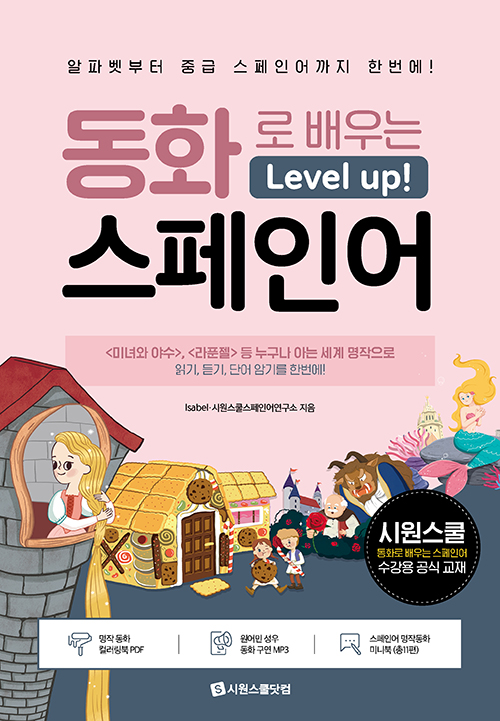 알파벳부터 중급 스페인어까지 한번에!
동화로 배우는
Level up!
스페인어
<미녀와 야수>, <라푼젤> 등 누구나 아는 세계 명작으로
읽기, 듣기, 단어 암기를 한번에!
Isabel·시원스쿨스페인어연구소 지음
시원스쿨
동화로 배우는 스페인어
수강용 공식 교재
명작 동화
컬러링북 PDF
원어민 성우
동화 구연 MP3
스페인어 명작동화
미니북 (총11편)
S 시원스쿨닷컴